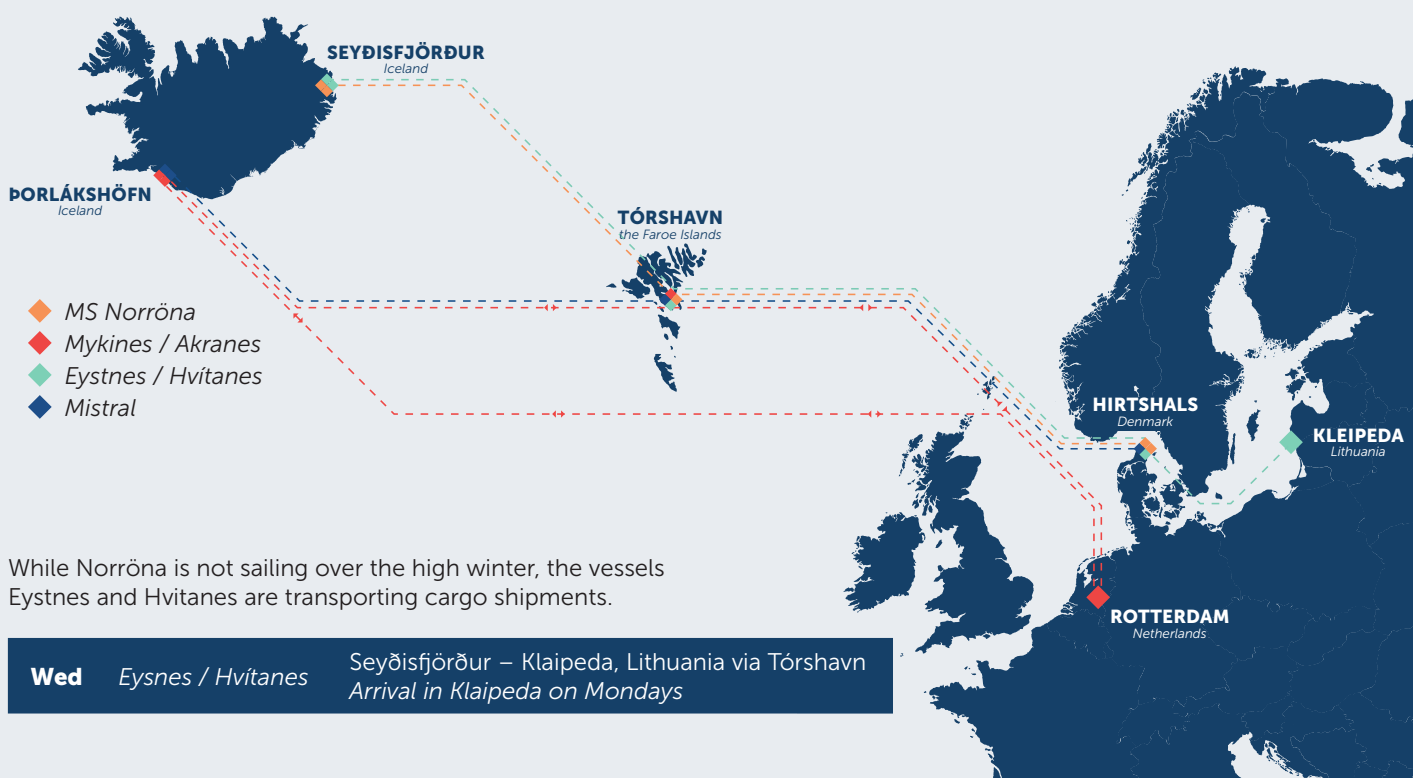 SEYÐISFJÖRÐUR
Iceland
ÞORLÁKSHÖFN
Iceland
TÓRSHAVN
the Faroe Islands
MS Norröna
Mykines / Akranes
Eystnes / Hvítanes
Mistral
HIRTSHALS
Denmark
KLEIPEDA
Lithuania
While Norröna is not sailing over the high winter, the vessels
Eystnes and Hvitanes are transporting cargo shipments.
ROTTERDAM
Netherlands
Wed Eysnes / Hvítanes Seyðisfjörður – Klaipeda, Lithuania via Tórshavn
Arrival in Klaipeda on Mondays